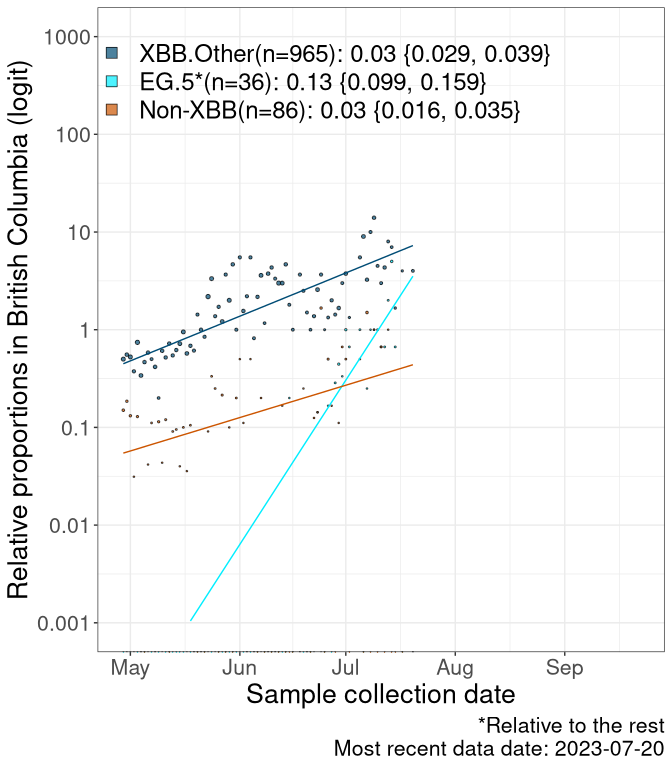 Relative proportions in British Columbia (logit)
1000
100
10
1
0.1
0.01
0.001
XBB.Other(n=965): 0.03 {0.029, 0.039}
EG.5*(n=36): 0.13 {0.099, 0.159}
Non-XBB(n=86): 0.03 {0.016, 0.035}
May Jun Jul Aug Sep
Sample collection date
*Relative to the rest
Most recent data date: 2023-07-20